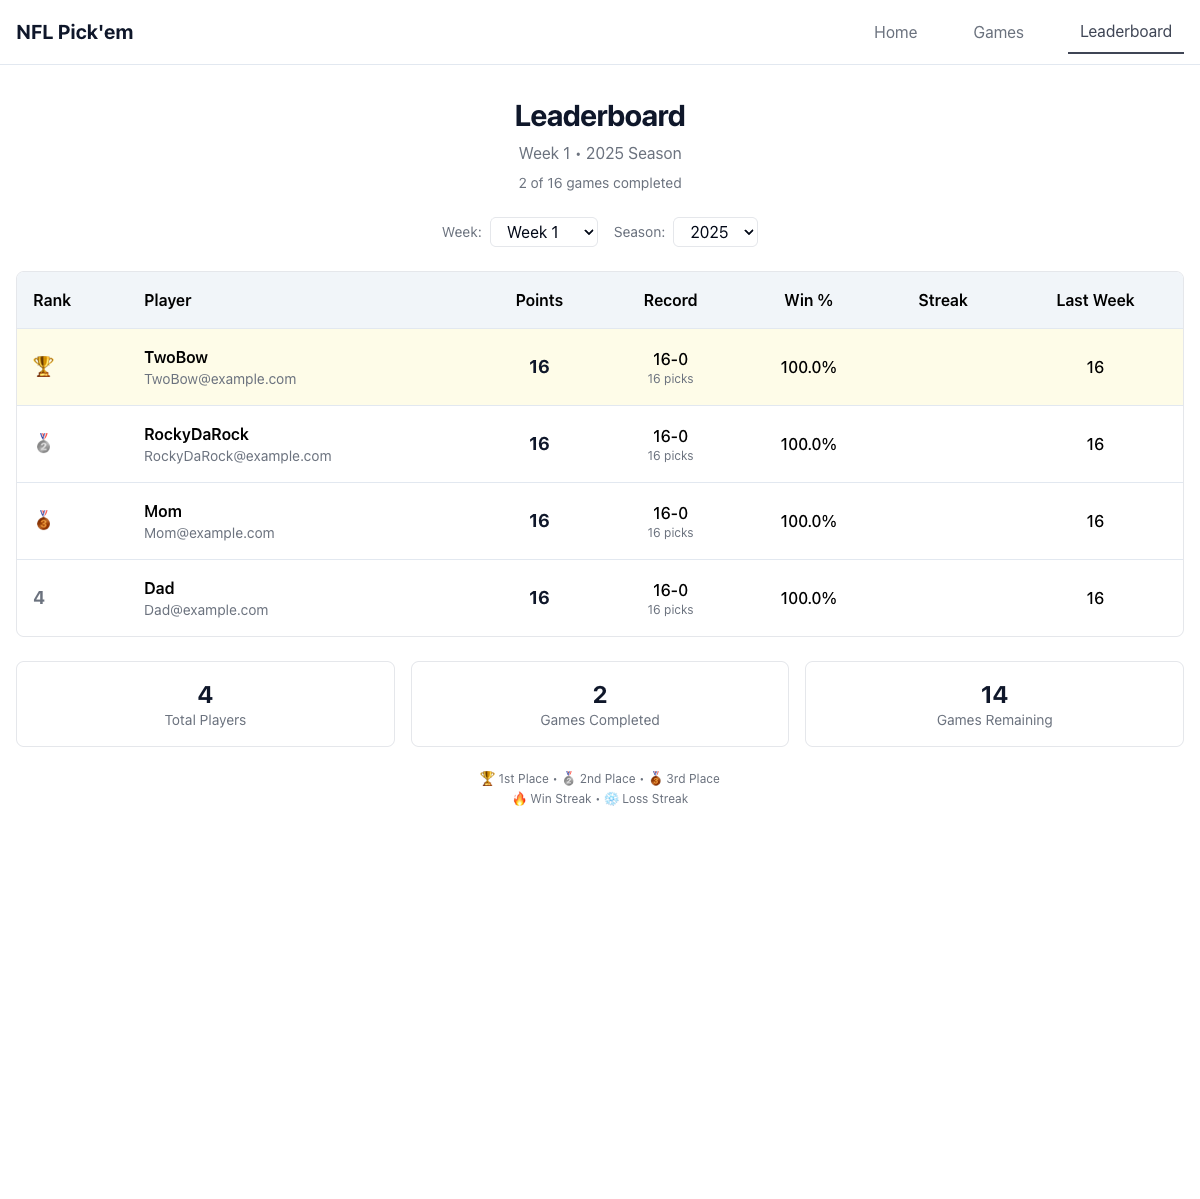 NFL Pick'em Home Games Leaderboard
Leaderboard
Week 1 • 2025 Season
2 of 16 games completed
Week: Week 1 Season: 2025
Rank Player Points Record Win % Streak Last Week
TwoBow
TwoBow@example.com
16
16-0
16 picks
100.0%
16
2
RockyDaRock
RockyDaRock@example.com
16
16-0
16 picks
100.0%
16
3
Mom
Mom@example.com
16
16-0
16 picks
100.0%
16
4
Dad
Dad@example.com
16
16-0
16 picks
100.0%
16
4
Total Players
2
Games Completed
14
Games Remaining
1st Place • 2nd Place • 3rd Place
Win Streak • Loss Streak